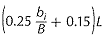 (0.25 b_i/B + 0.15)L